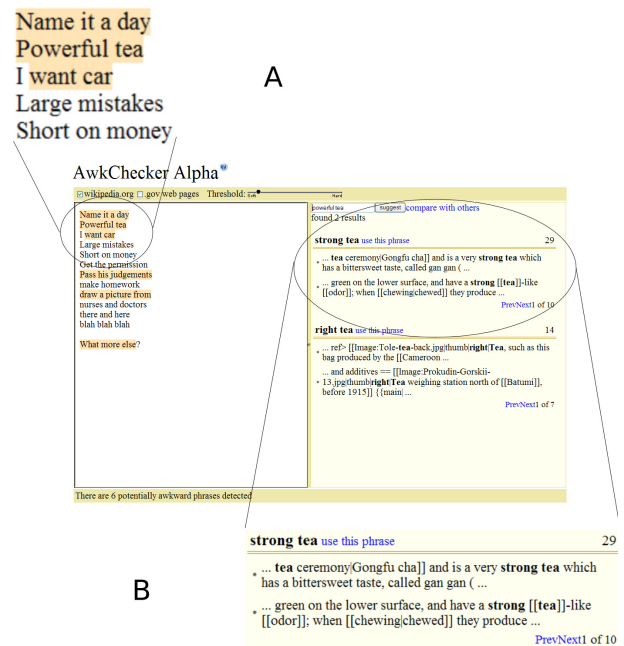 Name it a day
Powerful tea
I want car
Large mistakes
Short on money
A
AwkChecker Alpha
wikipedia.org .gov web pages Threshold: Soft Hard
Name it a day
Powerful tea
I want car
Large mistakes
Short on money
Get the permission
Pass his judgements
make homework
draw a picture from
nurses and doctors
there and here
blah blah blah
What more else?
powerful tea suggest compare with others
found 2 results
strong tea use this phrase 29
... tea ceremony|Gongfu cha]] and is a very strong tea which
has a bittersweet taste, called gan gan ( ...
... green on the lower surface, and have a strong [[tea]]-like
[[odor]]; when [[chewing|chewed]] they produce ...
PrevNext1 of 10
right tea use this phrase 14
... ref> [[Image:Tole-tea-back.jpg|thumb|right|Tea, such as this
bag produced by the [[Cameroon ...
... and additives == [[Image:Prokudin-Gorskii-
13.jpg|thumb|right|Tea weighing station north of [[Batumi]],
before 1915]] {{main| ...
PrevNext1 of 7
There are 6 potentially awkward phrases detected
B
strong tea use this phrase 29
... tea ceremony|Gongfu cha]] and is a very strong tea which
has a bittersweet taste, called gan gan ( ...
... green on the lower surface, and have a strong [[tea]]-like
[[odor]]; when [[chewing|chewed]] they produce ...
PrevNext1 of 10